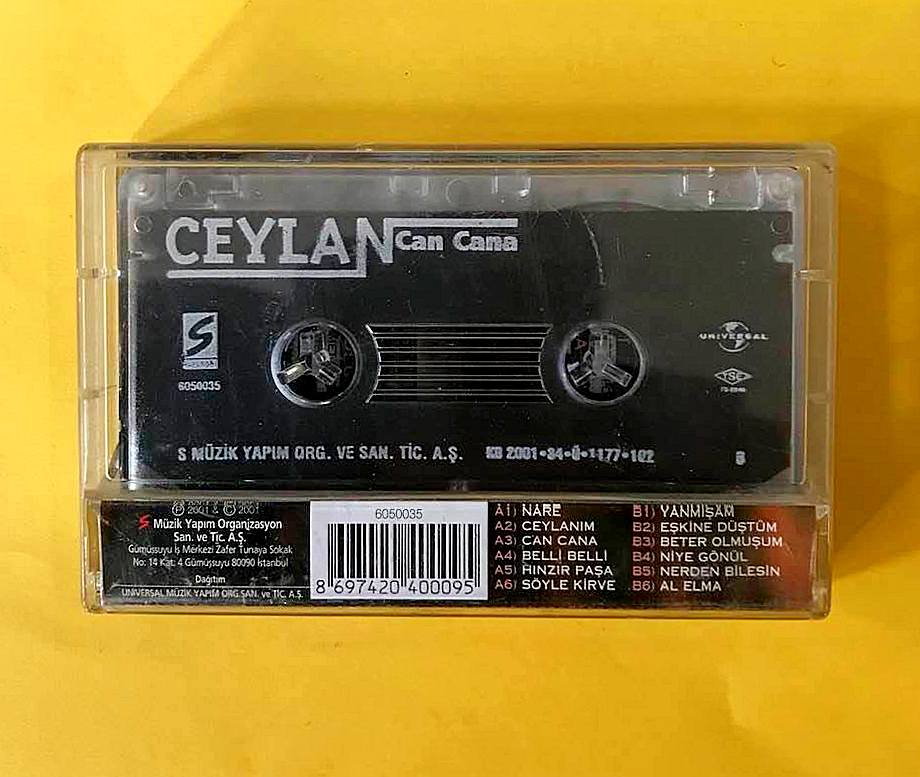 CEYLAN Can Cana
S
6050035
UNIVERSAL
TSE
S MÜZİK YAPIM ORG. VE SAN. TİC. A.Ş. KB 2001•34•Ü•1177•102 B
℗ 2001 & © 2001
S Müzik Yapım Organizasyon
San. ve Tic. A.Ş.
Gümüşsuyu İş Merkezi Zafer Tunaya Sokak
No: 14 Kat: 4 Gümüşsuyu 80090 İstanbul
Dağıtım
UNIVERSAL MÜZİK YAPIM ORG.SAN. ve TİC. A.Ş.
6050035
8 697420 400095
A1) NARE
A2) CEYLANIM
A3) CAN CANA
A4) BELLİ BELLİ
A5) HINZIR PAŞA
A6) SÖYLE KİRVE
B1) YANMIŞAM
B2) EŞKİNE DÜŞTÜM
B3) BETER OLMUŞUM
B4) NİYE GÖNÜL
B5) NERDEN BİLESİN
B6) AL ELMA